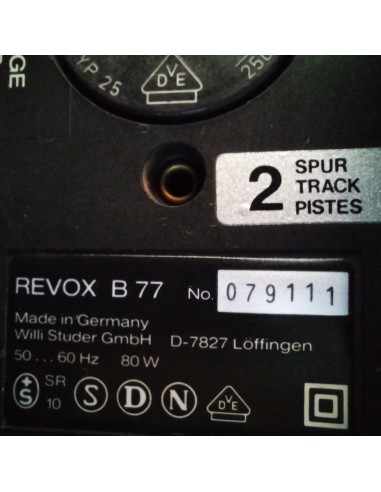 GE
TYP 25
250
DVE
2 SPUR
TRACK
PISTES
REVOX B 77 No. 079111
Made in Germany
Willi Studer GmbH D-7827 Löffingen
50...60 Hz 80 W
+S SR 10 S D N DVE